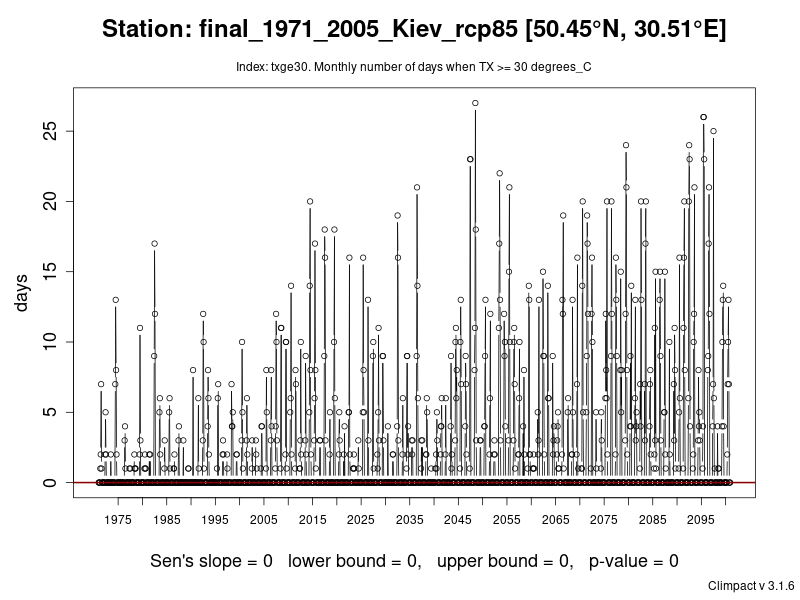 Station: final_1971_2005_Kiev_rcp85 [50.45°N, 30.51°E]
Index: txge30. Monthly number of days when TX >= 30 degrees_C
days
25
20
15
10
5
0
1975 1985 1995 2005 2015 2025 2035 2045 2055 2065 2075 2085 2095
Sen's slope = 0 lower bound = 0, upper bound = 0, p-value = 0
Climpact v 3.1.6